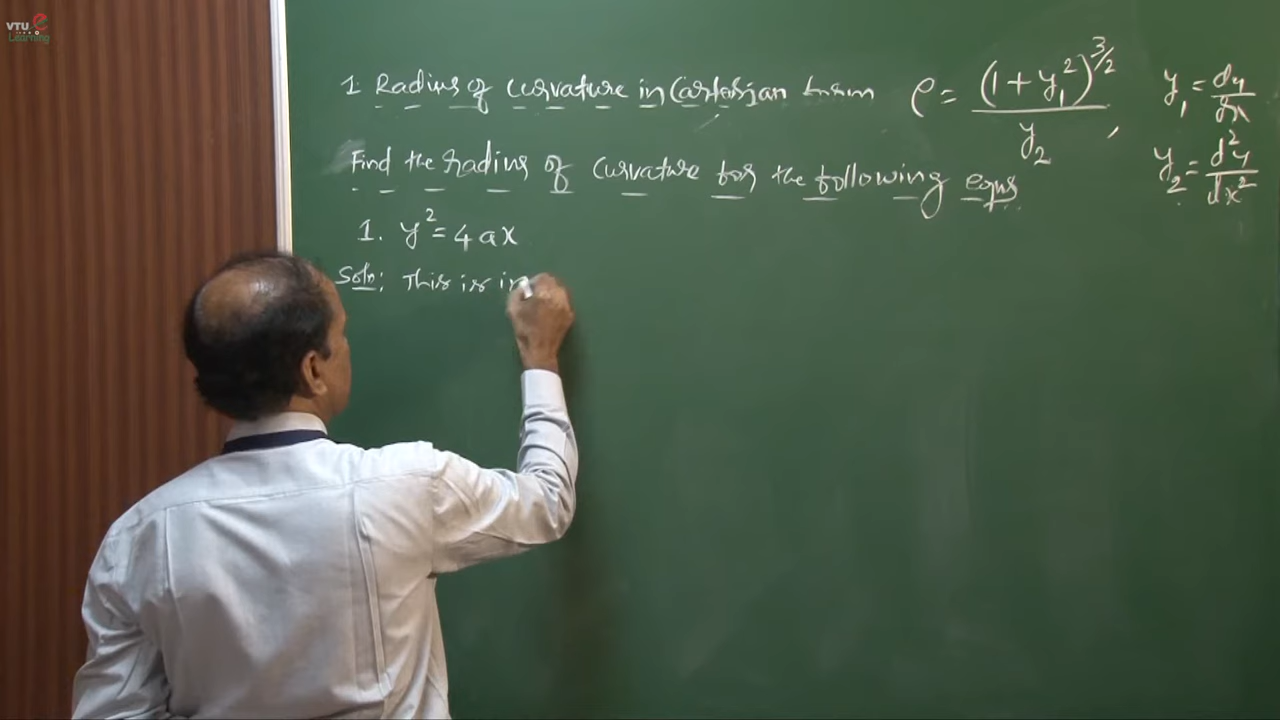 VTU e Learning
1 Radius of curvature in Cartesian form ρ = (1 + y₁²)^{3/2} / y₂ , y₁ = dy/dx
y₂ = d²y/dx²
Find the radius of curvature for the following eqns
1. y² = 4ax
Soln: This is in